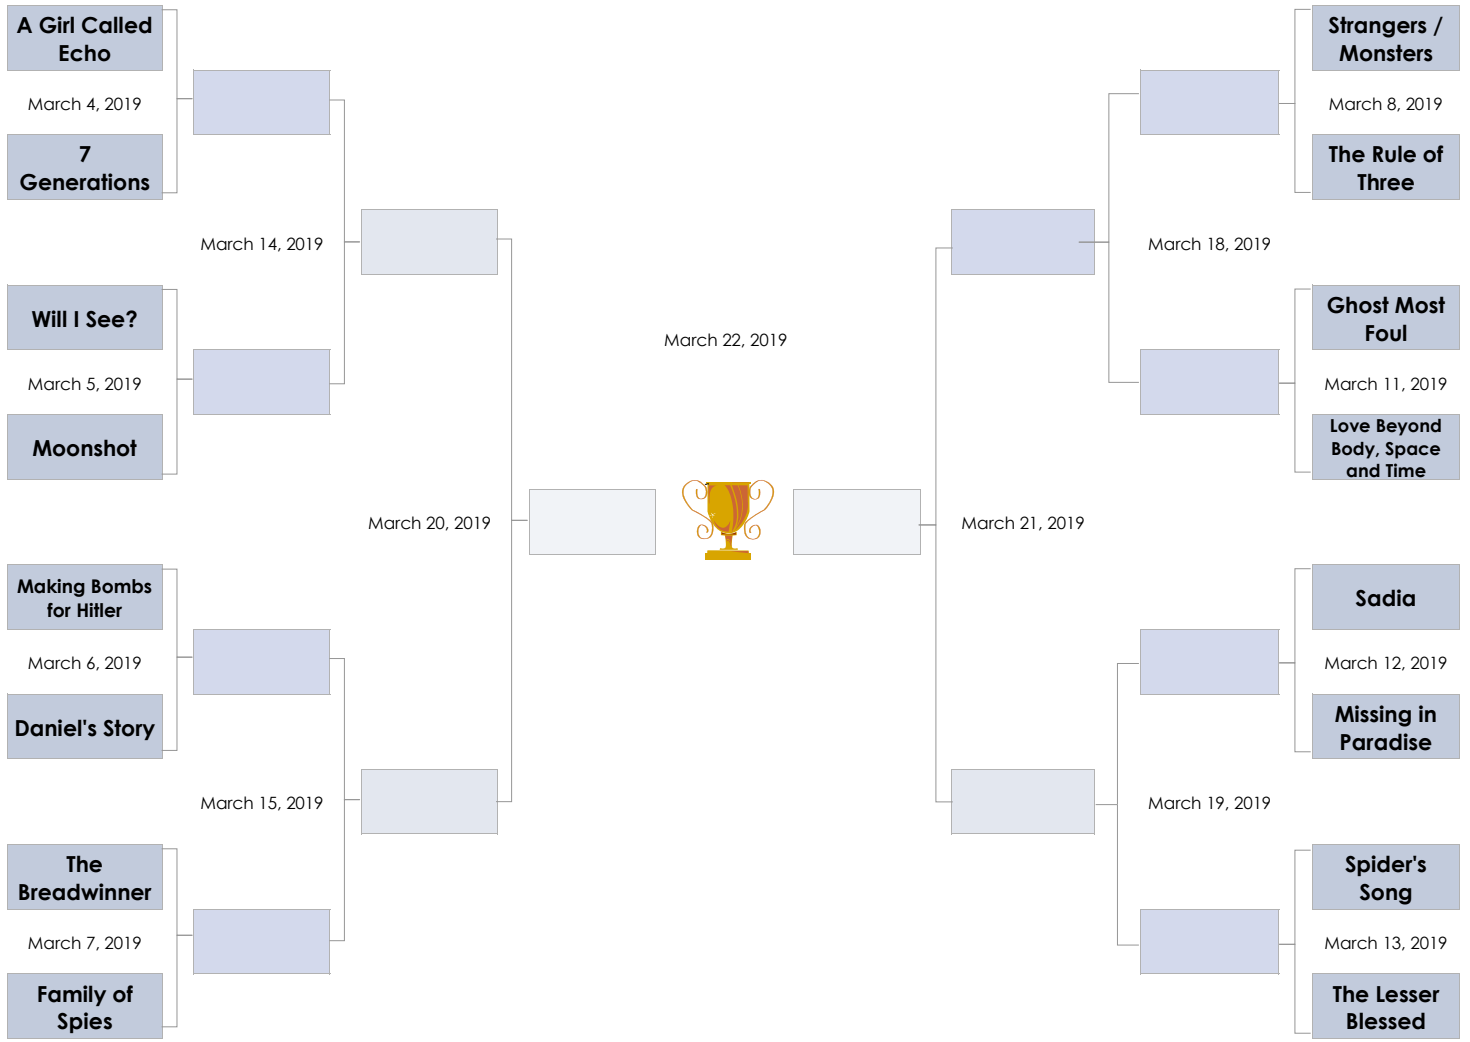 A Girl Called
Echo
March 4, 2019
7
Generations
March 14, 2019
Will I See?
March 5, 2019
Moonshot
March 20, 2019
Making Bombs
for Hitler
March 6, 2019
Daniel's Story
March 15, 2019
The
Breadwinner
March 7, 2019
Family of
Spies
March 22, 2019
Strangers /
Monsters
March 8, 2019
The Rule of
Three
March 18, 2019
Ghost Most
Foul
March 11, 2019
Love Beyond
Body, Space
and Time
March 21, 2019
Sadia
March 12, 2019
Missing in
Paradise
March 19, 2019
Spider's
Song
March 13, 2019
The Lesser
Blessed